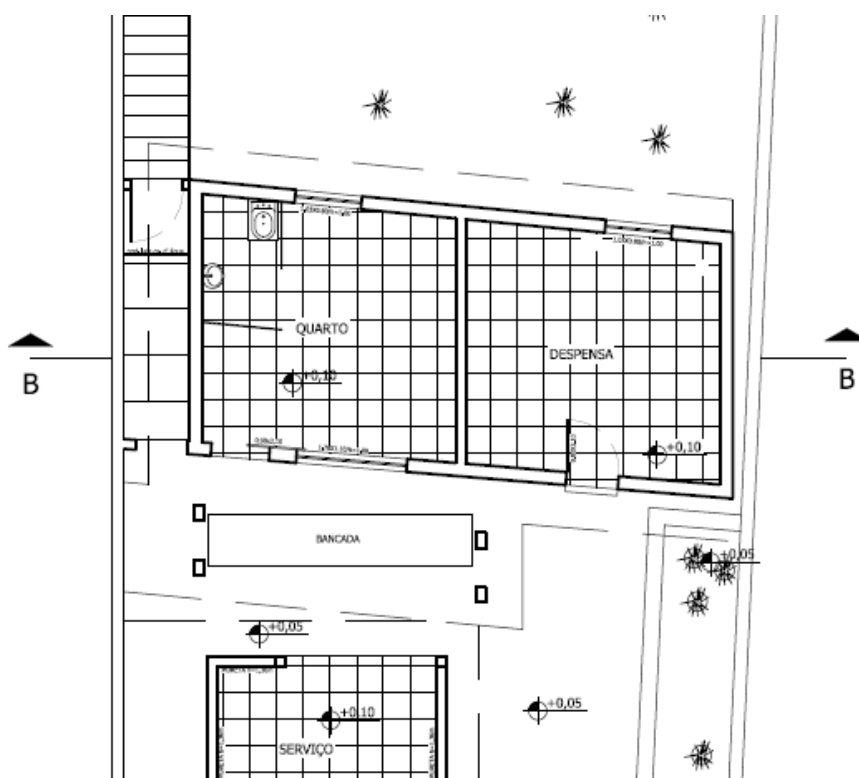 QUARTO
DESPENSA
B
B
+0,10
+0,10
BANCADA
+0,05
+0,05
+0,10
+0,05
SERVIÇO